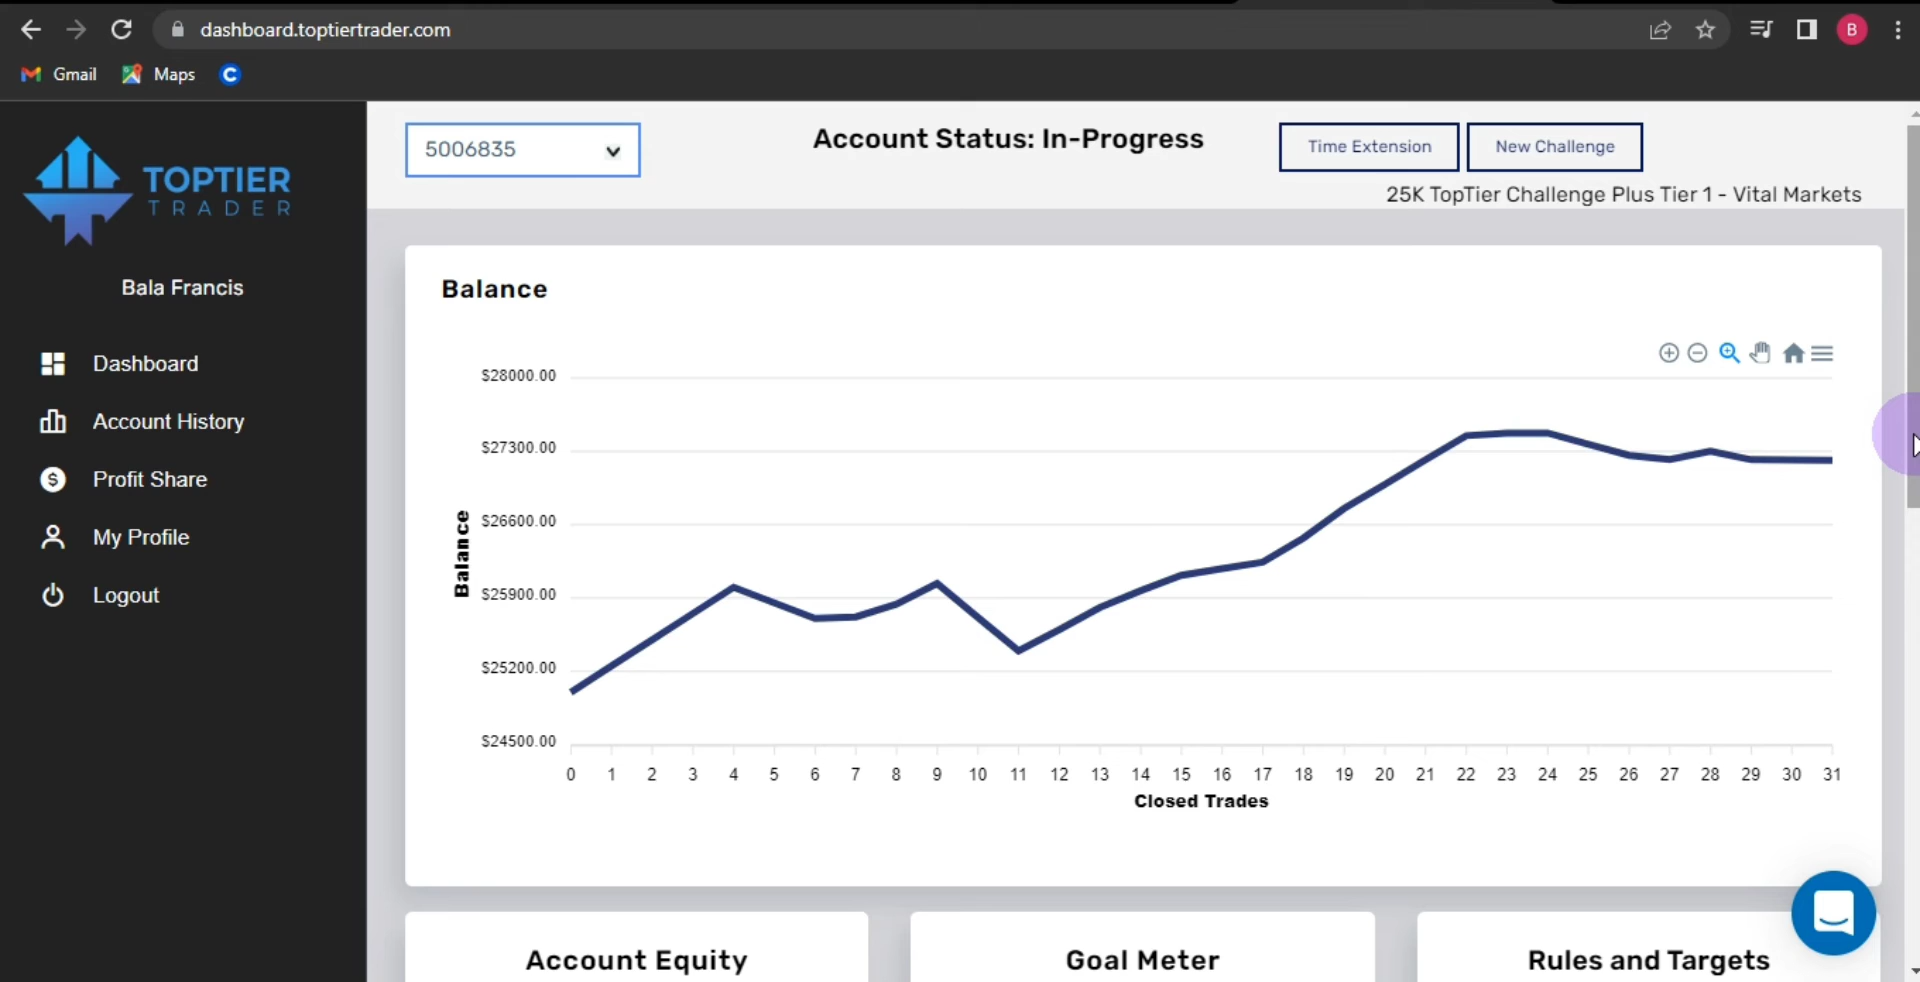 dashboard.toptiertrader.com
B
Gmail
Maps
C
TOPTIER
TRADER
Bala Francis
Dashboard
Account History
Profit Share
My Profile
Logout
5006835
Account Status: In-Progress
Time Extension
New Challenge
25K TopTier Challenge Plus Tier 1 - Vital Markets
Balance
$28000.00
$27300.00
$26600.00
$25900.00
$25200.00
$24500.00
Balance
0 1 2 3 4 5 6 7 8 9 10 11 12 13 14 15 16 17 18 19 20 21 22 23 24 25 26 27 28 29 30 31
Closed Trades
Account Equity
Goal Meter
Rules and Targets